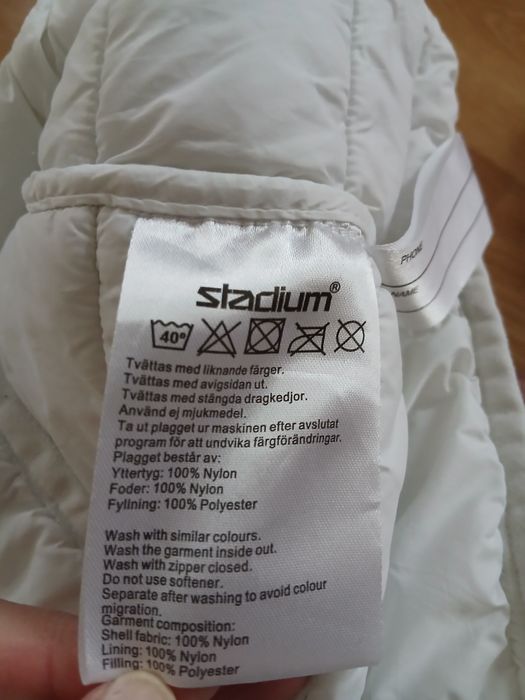 stadium®
40°
Tvättas med liknande färger.
Tvättas med avigsidan ut.
Tvättas med stängda dragkedjor.
Använd ej mjukmedel.
Ta ut plagget ur maskinen efter avslutat
program för att undvika färgförändringar.
Plagget består av:
Yttertyg: 100% Nylon
Foder: 100% Nylon
Fyllning: 100% Polyester
Wash with similar colours.
Wash the garment inside out.
Wash with zipper closed.
Do not use softener.
Separate after washing to avoid colour
migration.
Garment composition:
Shell fabric: 100% Nylon
Lining: 100% Nylon
Filling: 100% Polyester
PHONE
NAME